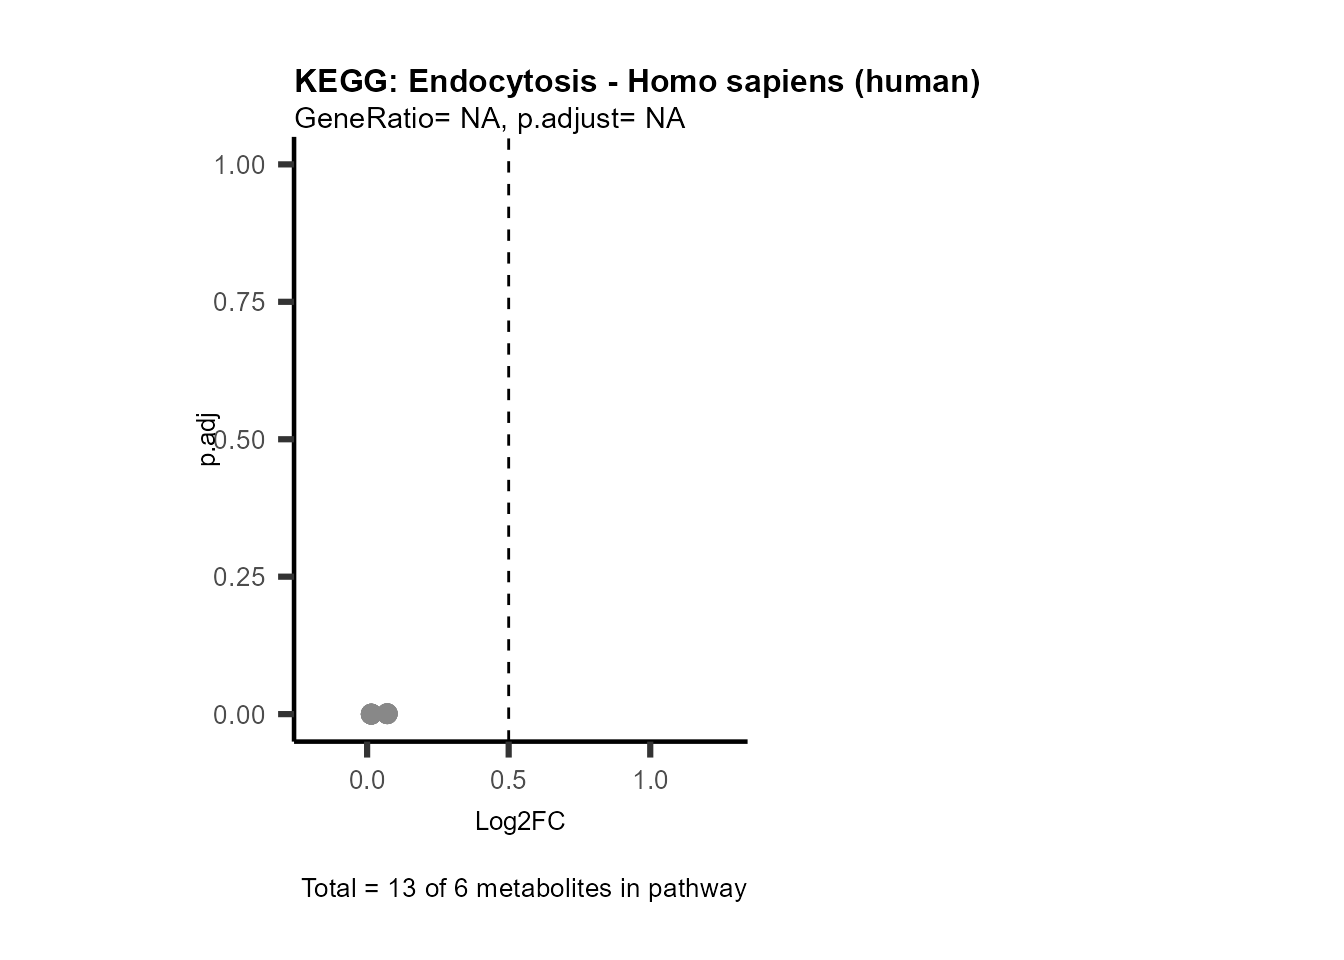 KEGG: Endocytosis - Homo sapiens (human)
GeneRatio= NA, p.adjust= NA
1.00
0.75
0.50
0.25
0.00
p.adj
0.0 0.5 1.0
Log2FC
Total = 13 of 6 metabolites in pathway